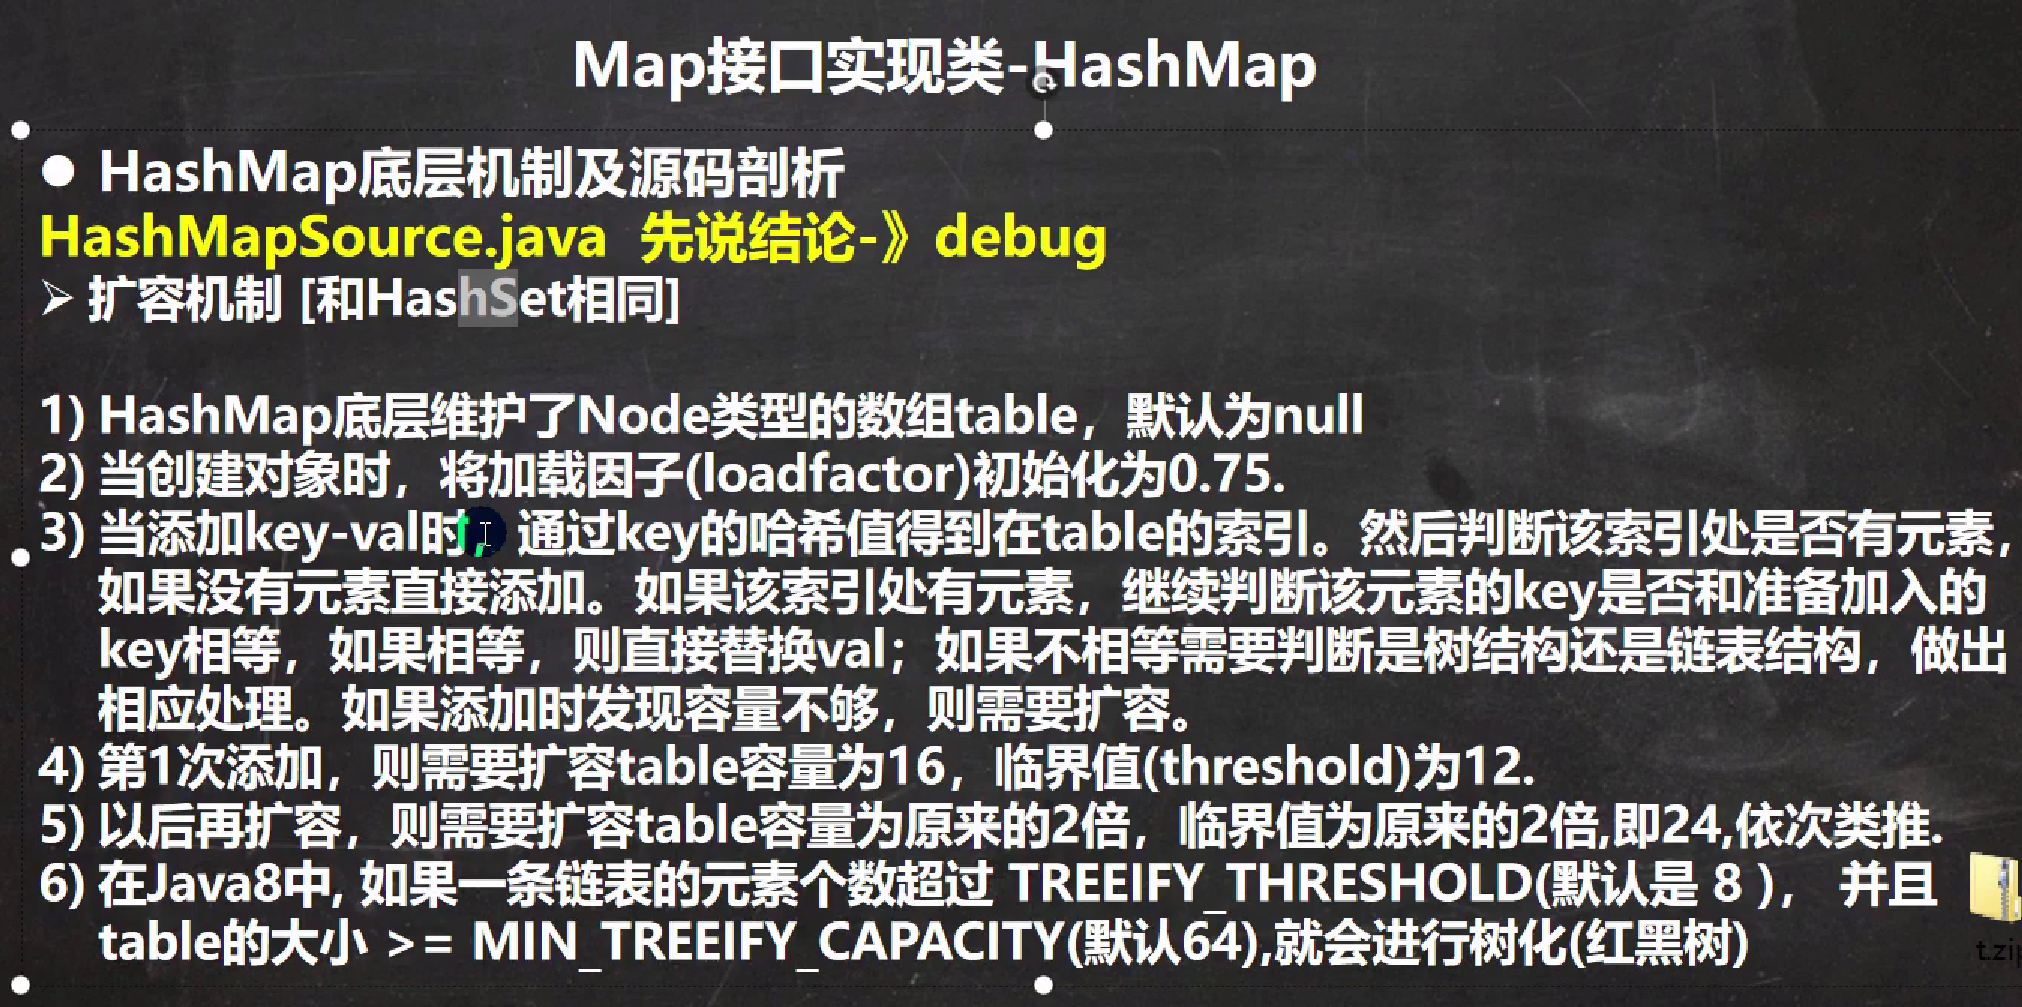 Map接口实现类-HashMap
● HashMap底层机制及源码剖析
HashMapSource.java 先说结论-》debug
➢ 扩容机制 [和HashSet相同]
1) HashMap底层维护了Node类型的数组table，默认为null
2) 当创建对象时，将加载因子(loadfactor)初始化为0.75.
3) 当添加key-val时，通过key的哈希值得到在table的索引。然后判断该索引处是否有元素，
如果没有元素直接添加。如果该索引处有元素，继续判断该元素的key是否和准备加入的
key相等，如果相等，则直接替换val；如果不相等需要判断是树结构还是链表结构，做出
相应处理。如果添加时发现容量不够，则需要扩容。
4) 第1次添加，则需要扩容table容量为16，临界值(threshold)为12.
5) 以后再扩容，则需要扩容table容量为原来的2倍，临界值为原来的2倍,即24,依次类推.
6) 在Java8中, 如果一条链表的元素个数超过 TREEIFY_THRESHOLD(默认是 8 )， 并且
table的大小 >= MIN_TREEIFY_CAPACITY(默认64),就会进行树化(红黑树)
t.zip